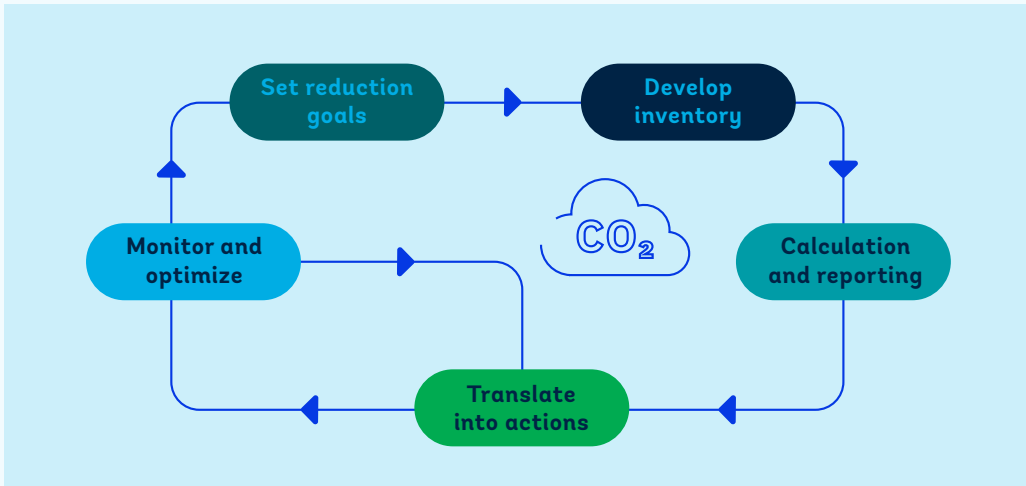 Set reduction
goals
Develop
inventory
Monitor and
optimize
CO₂
Calculation
and reporting
Translate
into actions